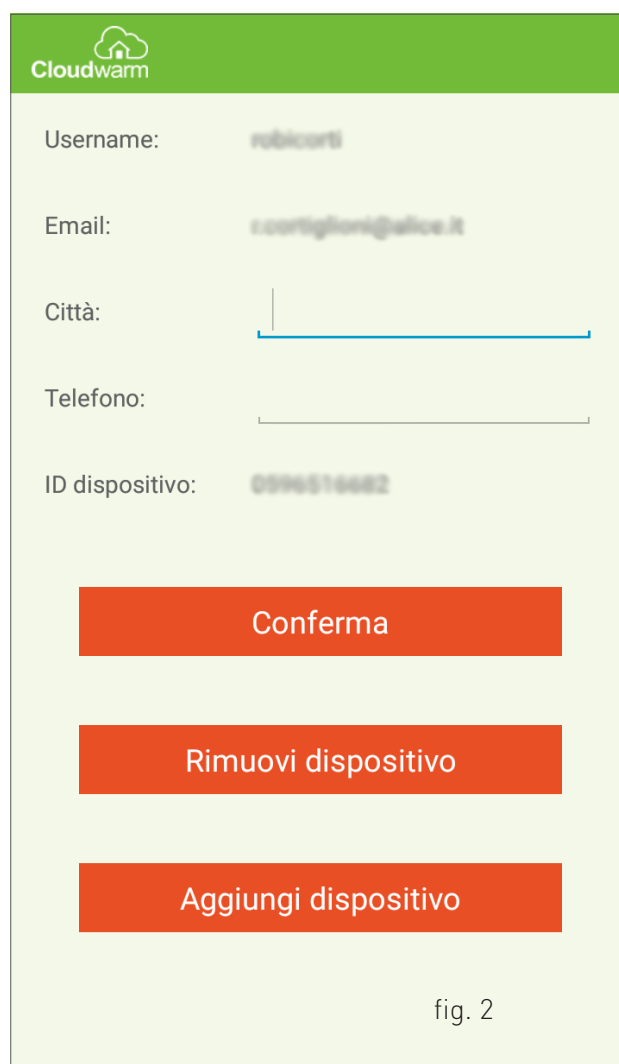 Cloudwarm
Username:
Email:
Città:
Telefono:
ID dispositivo:
Conferma
Rimuovi dispositivo
Aggiungi dispositivo
fig. 2